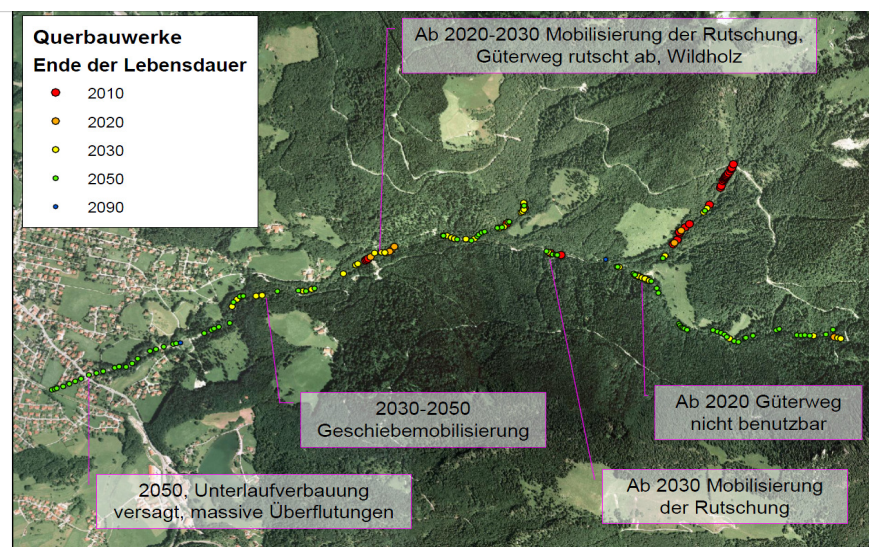 Querbauwerke
Ende der Lebensdauer
2010
2020
2030
2050
2090
Ab 2020-2030 Mobilisierung der Rutschung,
Güterweg rutscht ab, Wildholz
2030-2050
Geschiebemobilisierung
Ab 2020 Güterweg
nicht benutzbar
2050, Unterlaufverbauung
versagt, massive Überflutungen
Ab 2030 Mobilisierung
der Rutschung